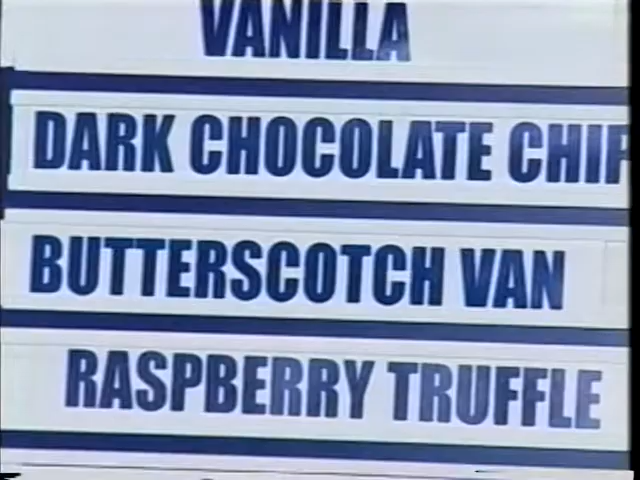 VANILLA
DARK CHOCOLATE CHIP
BUTTERSCOTCH VAN
RASPBERRY TRUFFLE